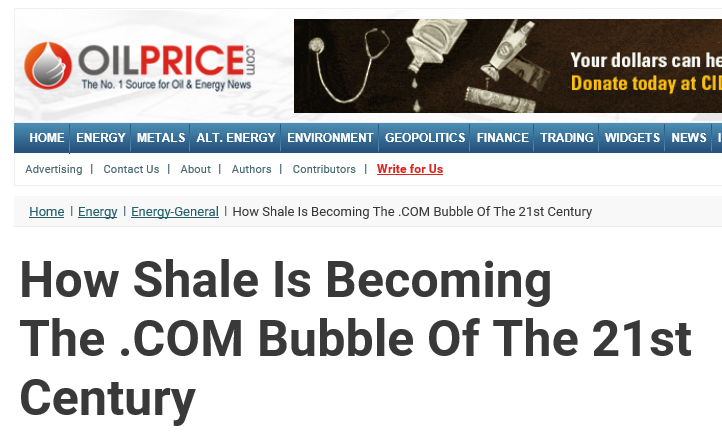 OILPRICE.com
The No. 1 Source for Oil & Energy News
Your dollars can he
Donate today at CI
HOME ENERGY METALS ALT. ENERGY ENVIRONMENT GEOPOLITICS FINANCE TRADING WIDGETS NEWS
Advertising | Contact Us | About | Authors | Contributors | Write for Us
Home | Energy | Energy-General | How Shale Is Becoming The .COM Bubble Of The 21st Century
How Shale Is Becoming
The .COM Bubble Of The 21st
Century